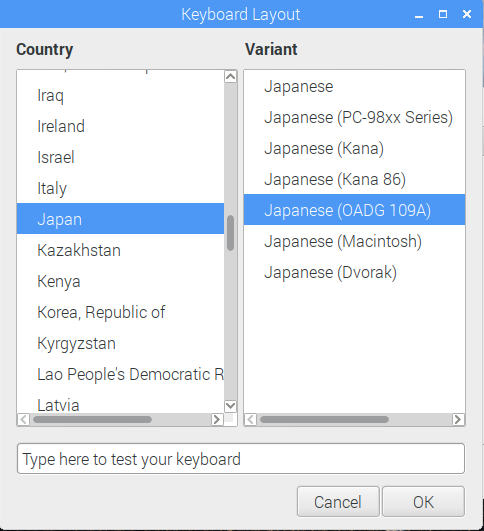 Keyboard Layout
Country
Variant
Iraq
Ireland
Israel
Italy
Japan
Kazakhstan
Kenya
Korea, Republic of
Kyrgyzstan
Lao People's Democratic R
Latvia
Japanese
Japanese (PC-98xx Series)
Japanese (Kana)
Japanese (Kana 86)
Japanese (OADG 109A)
Japanese (Macintosh)
Japanese (Dvorak)
Type here to test your keyboard
Cancel
OK